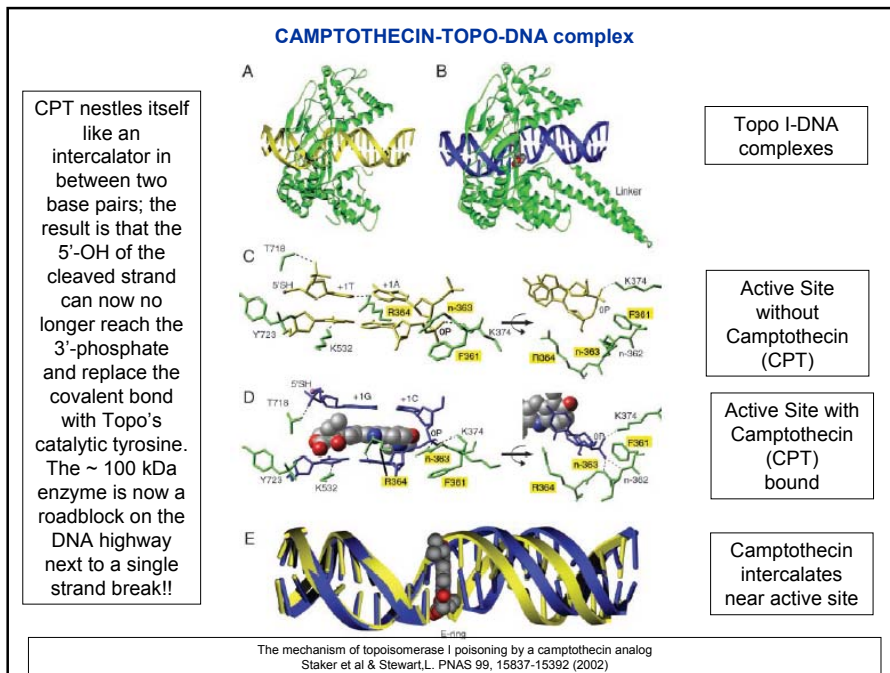 CAMPTOTHECIN-TOPO-DNA complex
CPT nestles itself
like an
intercalator in
between two
base pairs; the
result is that the
5'-OH of the
cleaved strand
can now no
longer reach the
3'-phosphate
and replace the
covalent bond
with Topo's
catalytic tyrosine.
The ~ 100 kDa
enzyme is now a
roadblock on the
DNA highway
next to a single
strand break!!
A
B
Linker
Topo I-DNA
complexes
C
T718
5'SH
+1T
+1A
R364
n-363
0P
K374
Y723
K532
F361
K374
0P
F361
R364
n-363
n-362
Active Site
without
Camptothecin
(CPT)
D
5'SH
+1G
+1C
T718
0P
K374
n-363
Y723
K532
R364
F361
K374
0P
F361
n-363
R364
n-362
Active Site with
Camptothecin
(CPT)
bound
E
E-ring
Camptothecin
intercalates
near active site
The mechanism of topoisomerase I poisoning by a camptothecin analog
Staker et al & Stewart,L. PNAS 99, 15837-15392 (2002)